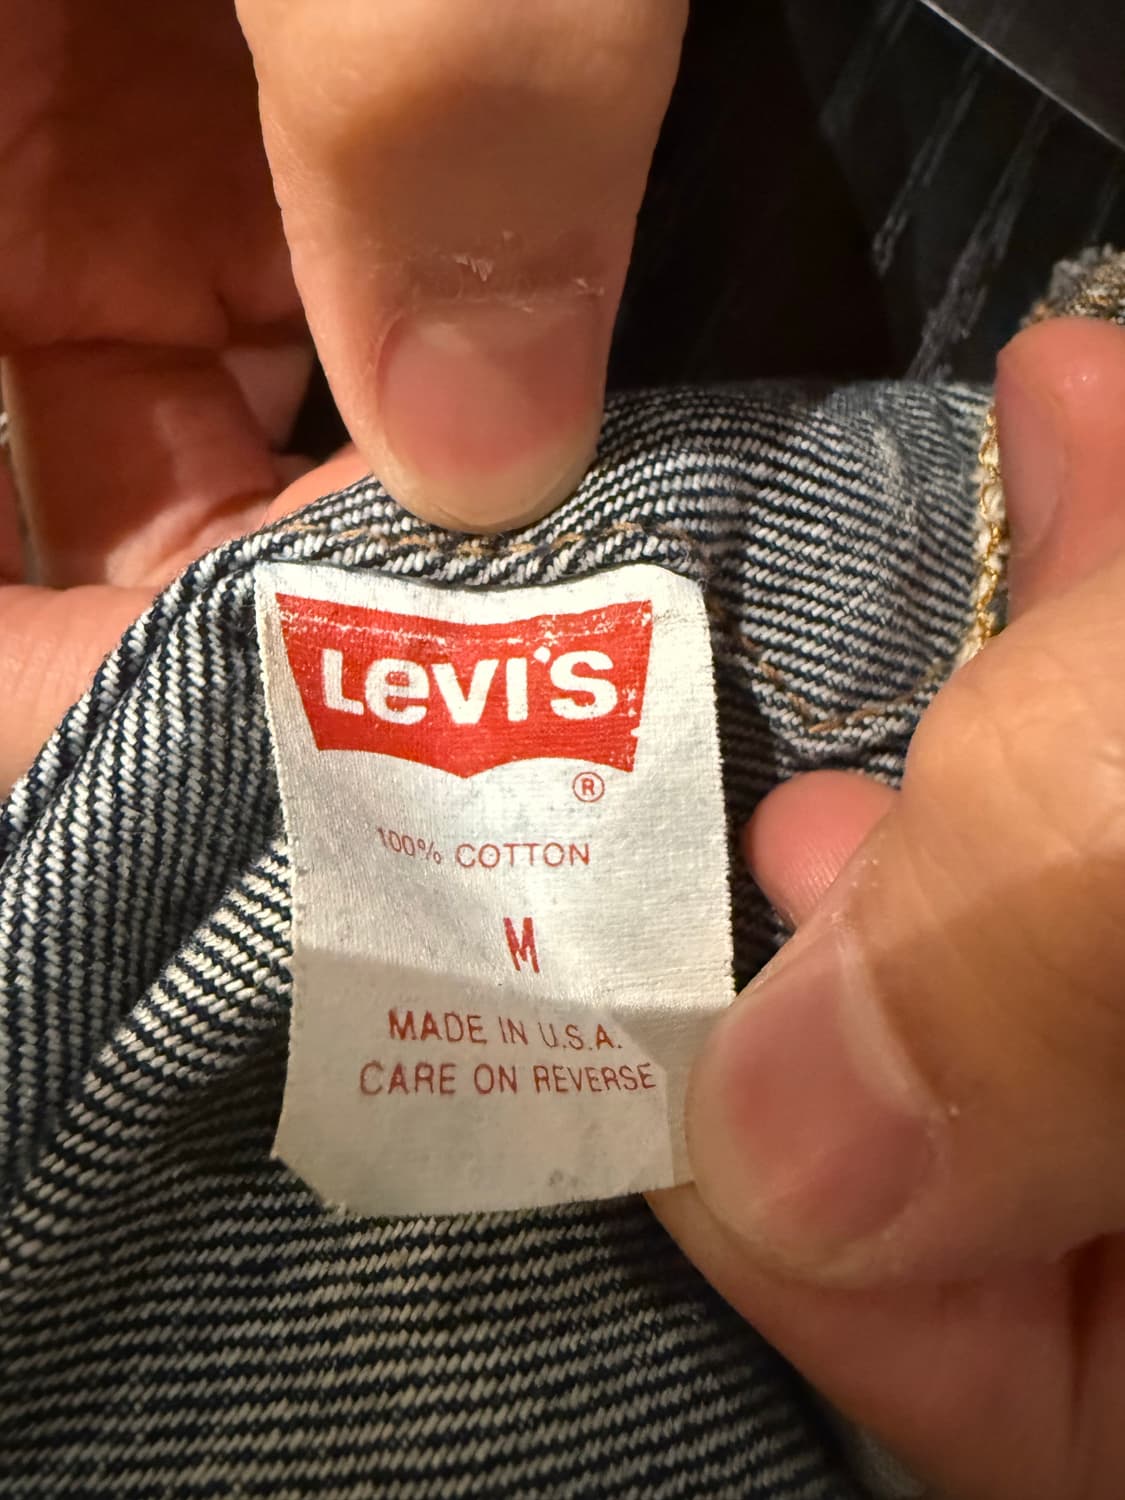 LeVI'S
®
100% COTTON
M
MADE IN U.S.A.
CARE ON REVERSE